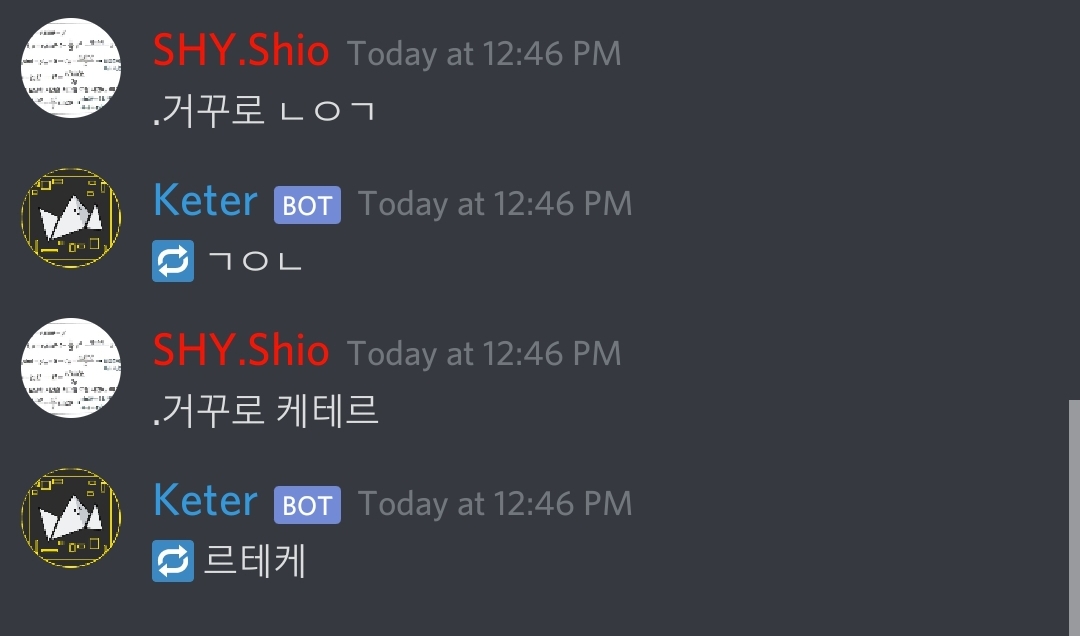 SHY.Shio Today at 12:46 PM
.거꾸로 ㄴㅇㄱ
Keter BOT Today at 12:46 PM
🔁 ㄱㅇㄴ
SHY.Shio Today at 12:46 PM
.거꾸로 케테르
Keter BOT Today at 12:46 PM
🔁 르테케